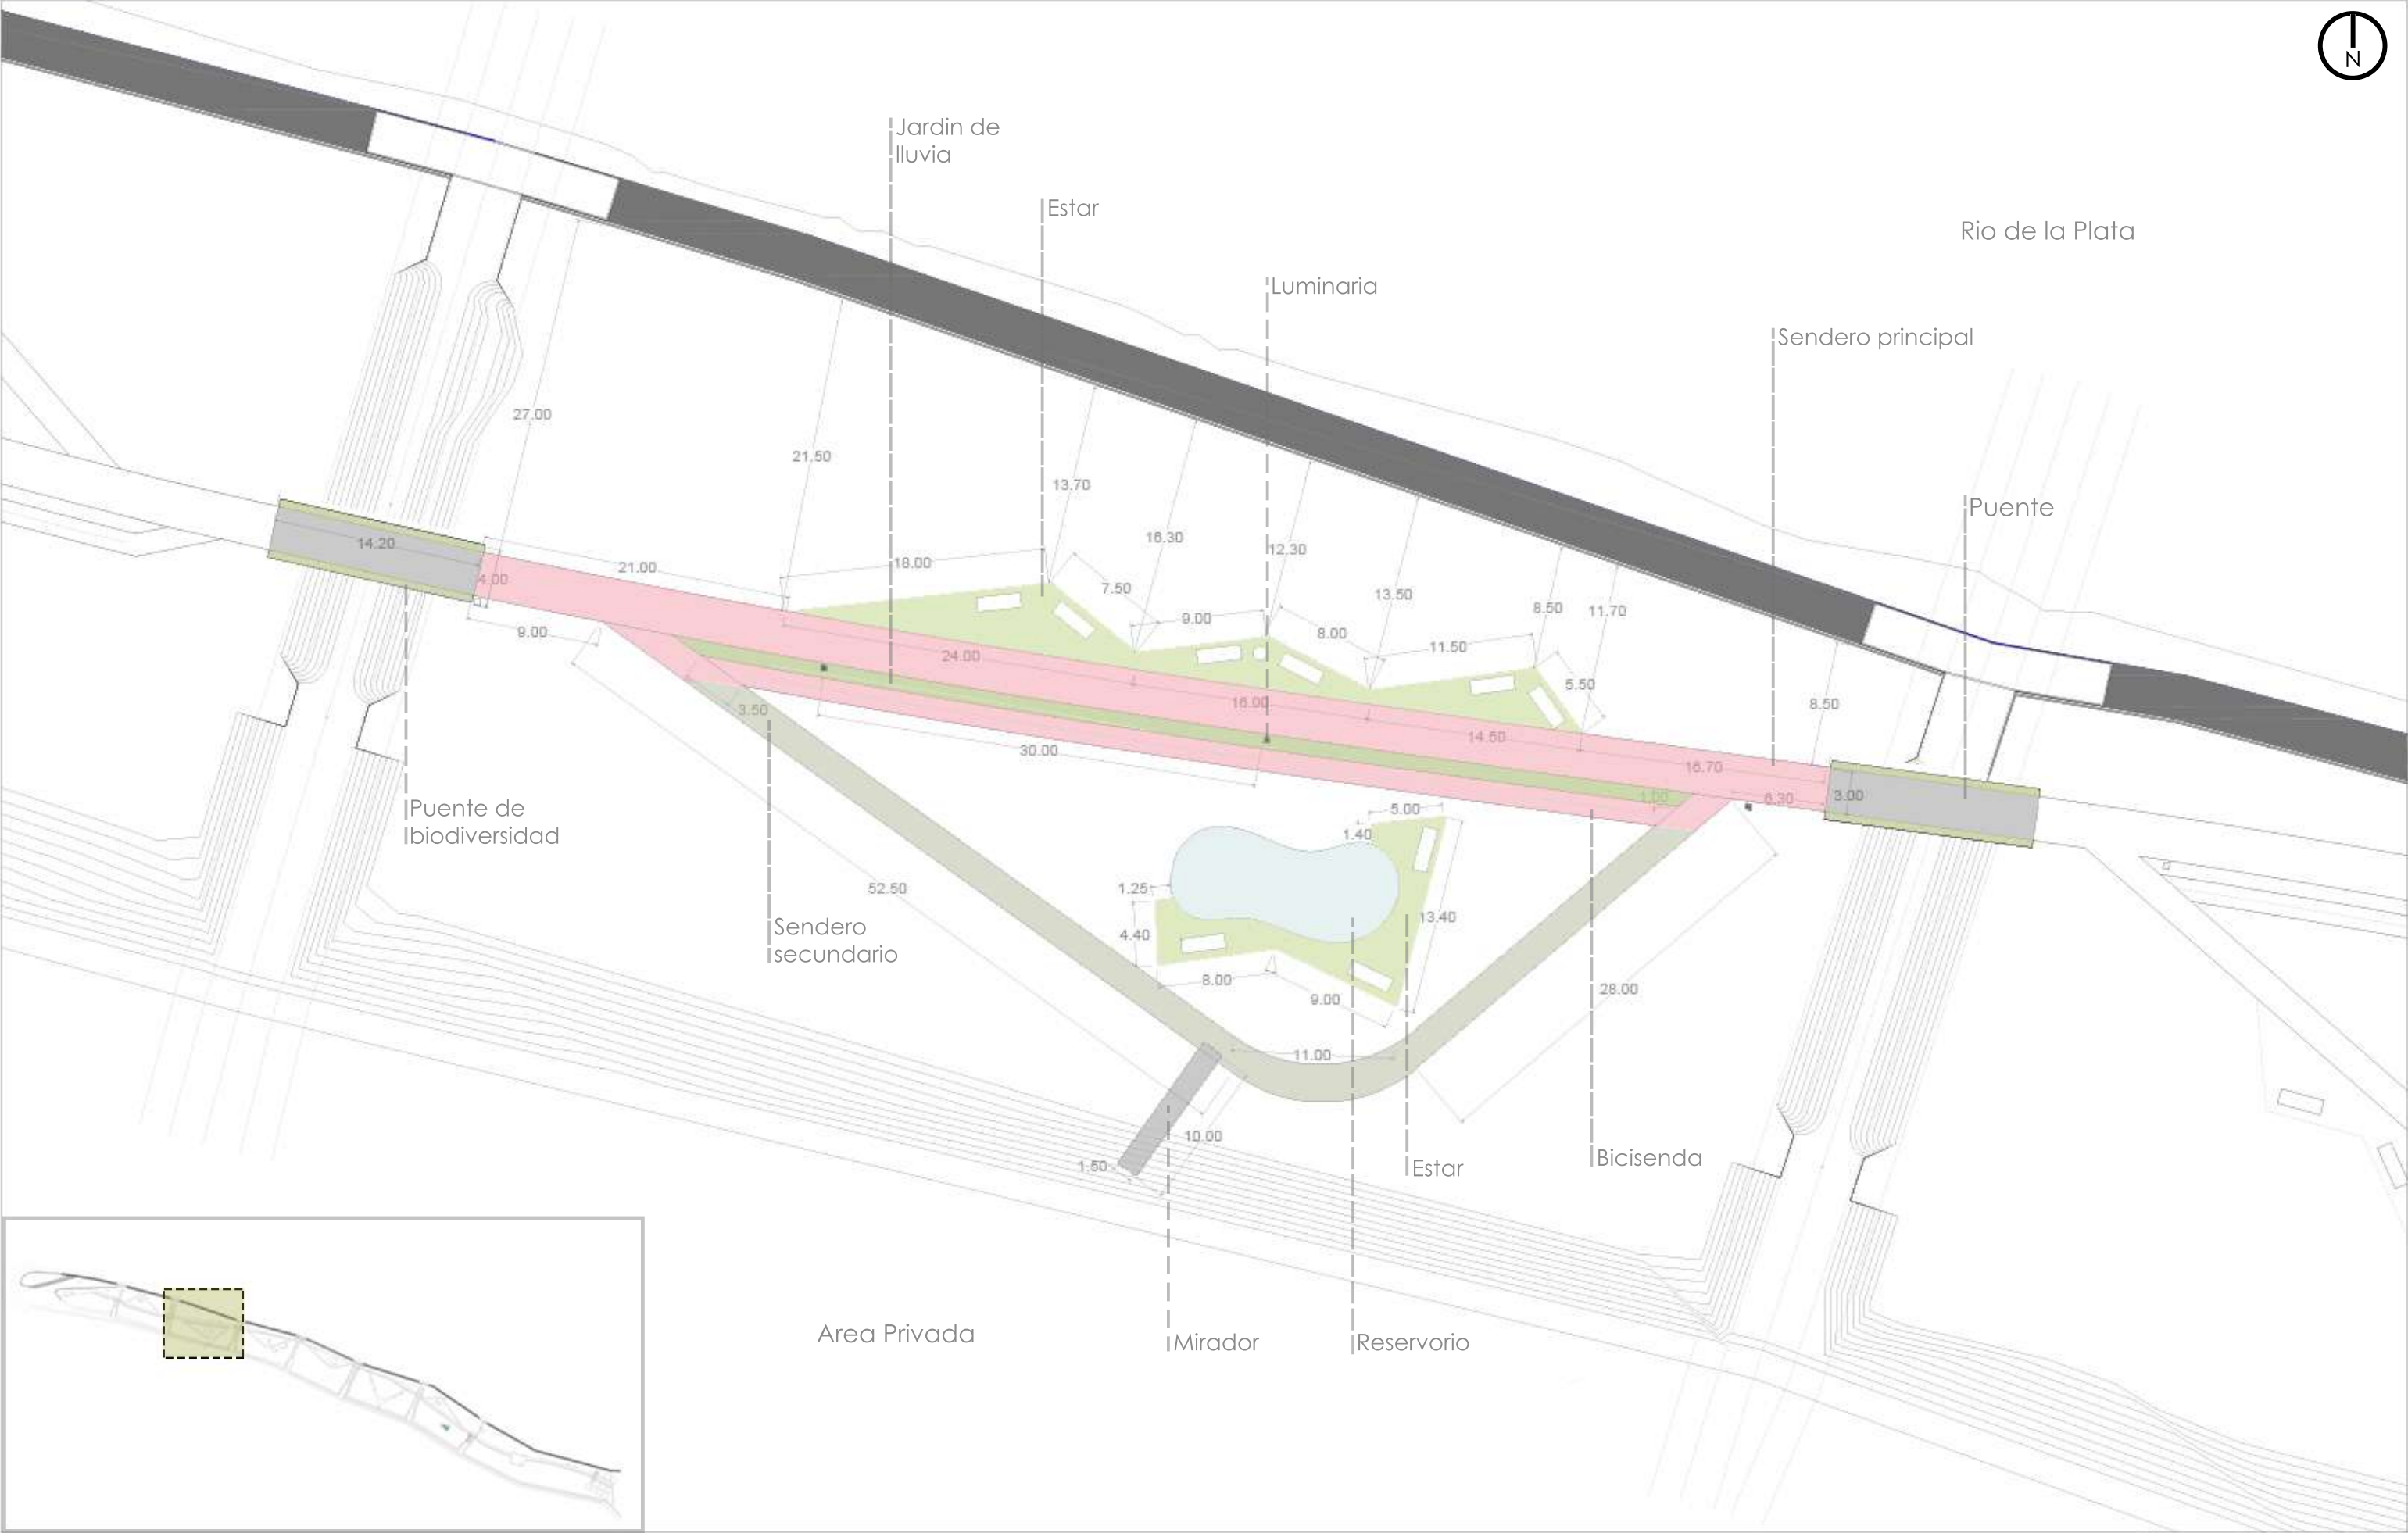 N
Jardin de
lluvia
Estar
Rio de la Plata
Luminaria
Sendero principal
27.00
21.50
13.70
Puente
16.30
14.20
12.30
18.00
21.00
4.00
7.50
13.50
8.50
11.70
9.00
9.00
8.00
11.50
24.00
5.50
16.00
3.50
8.50
14.50
30.00
16.70
1.00
6.30
3.00
Puente de
biodiversidad
5.00
1.40
52.50
1.25
13.40
Sendero
secundario
4.40
8.00
9.00
28.00
11.00
10.00
1.50
Estar
Bicisenda
Area Privada
Mirador
Reservorio